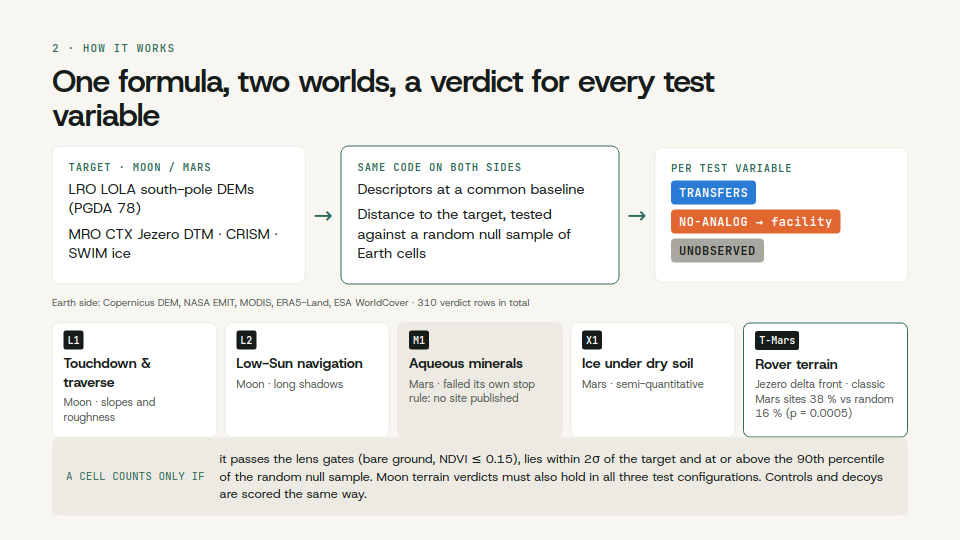 2 · HOW IT WORKS
One formula, two worlds, a verdict for every test
variable
TARGET · MOON / MARS
LRO LOLA south-pole DEMs
(PGDA 78)
MRO CTX Jezero DTM · CRISM ·
SWIM ice
→
SAME CODE ON BOTH SIDES
Descriptors at a common baseline
Distance to the target, tested
against a random null sample of
Earth cells
→
PER TEST VARIABLE
TRANSFERS
NO-ANALOG → facility
UNOBSERVED
Earth side: Copernicus DEM, NASA EMIT, MODIS, ERA5-Land, ESA WorldCover · 310 verdict rows in total
L1
Touchdown &
traverse
Moon · slopes and
roughness
L2
Low-Sun navigation
Moon · long shadows
M1
Aqueous minerals
Mars · failed its own stop
rule: no site published
X1
Ice under dry soil
Mars · semi-quantitative
T-Mars
Rover terrain
Jezero delta front · classic
Mars sites 38 % vs random
16 % (p = 0.0005)
A CELL COUNTS ONLY IF
it passes the lens gates (bare ground, NDVI ≤ 0.15), lies within 2σ of the target and at or above the 90th percentile
of the random null sample. Moon terrain verdicts must also hold in all three test configurations. Controls and decoys
are scored the same way.